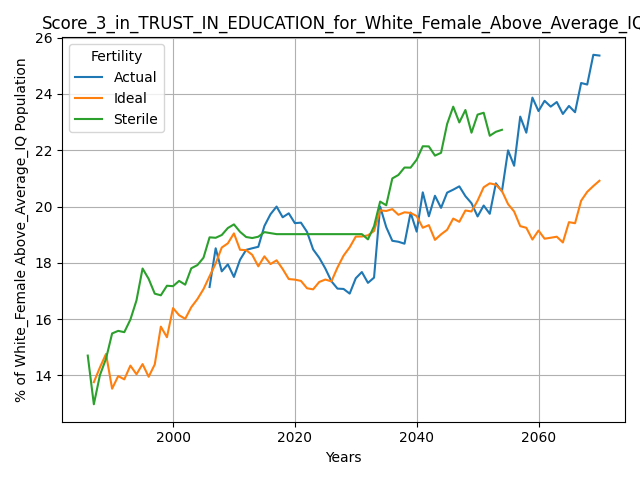 Score_3_in_TRUST_IN_EDUCATION_for_White_Female_Above_Average_IQ
% of White_Female Above_Average_IQ Population
26
24
22
20
18
16
14
Fertility
Actual
Ideal
Sterile
2000 2020 2040 2060
Years